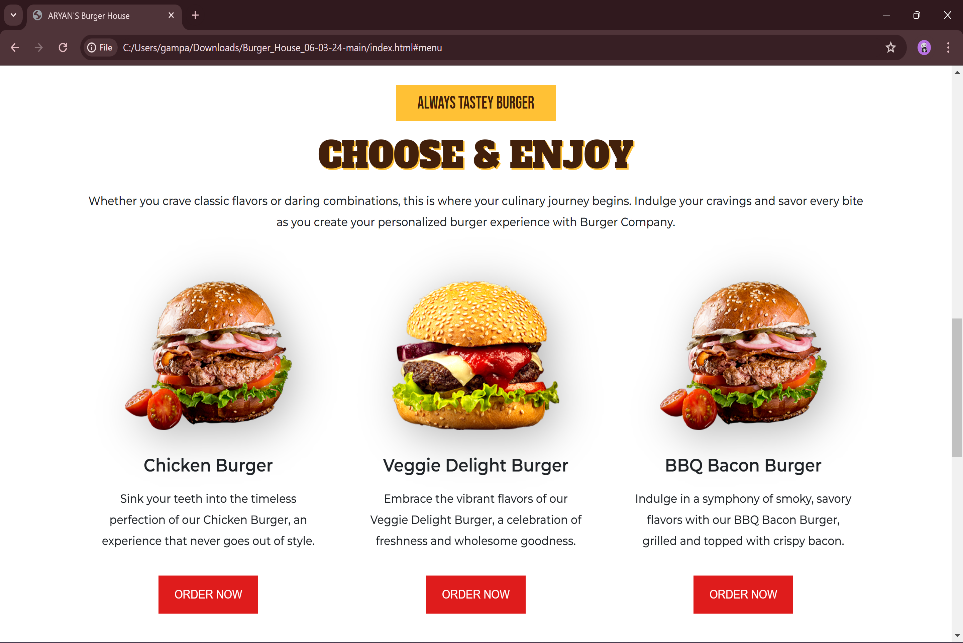 ARYAN'S Burger House
File
C:/Users/gampa/Downloads/Burger_House_06-03-24-main/index.html#menu
ALWAYS TASTEY BURGER
CHOOSE & ENJOY
Whether you crave classic flavors or daring combinations, this is where your culinary journey begins. Indulge your cravings and savor every bite
as you create your personalized burger experience with Burger Company.
Chicken Burger
Sink your teeth into the timeless
perfection of our Chicken Burger, an
experience that never goes out of style.
ORDER NOW
Veggie Delight Burger
Embrace the vibrant flavors of our
Veggie Delight Burger, a celebration of
freshness and wholesome goodness.
ORDER NOW
BBQ Bacon Burger
Indulge in a symphony of smoky, savory
flavors with our BBQ Bacon Burger,
grilled and topped with crispy bacon.
ORDER NOW